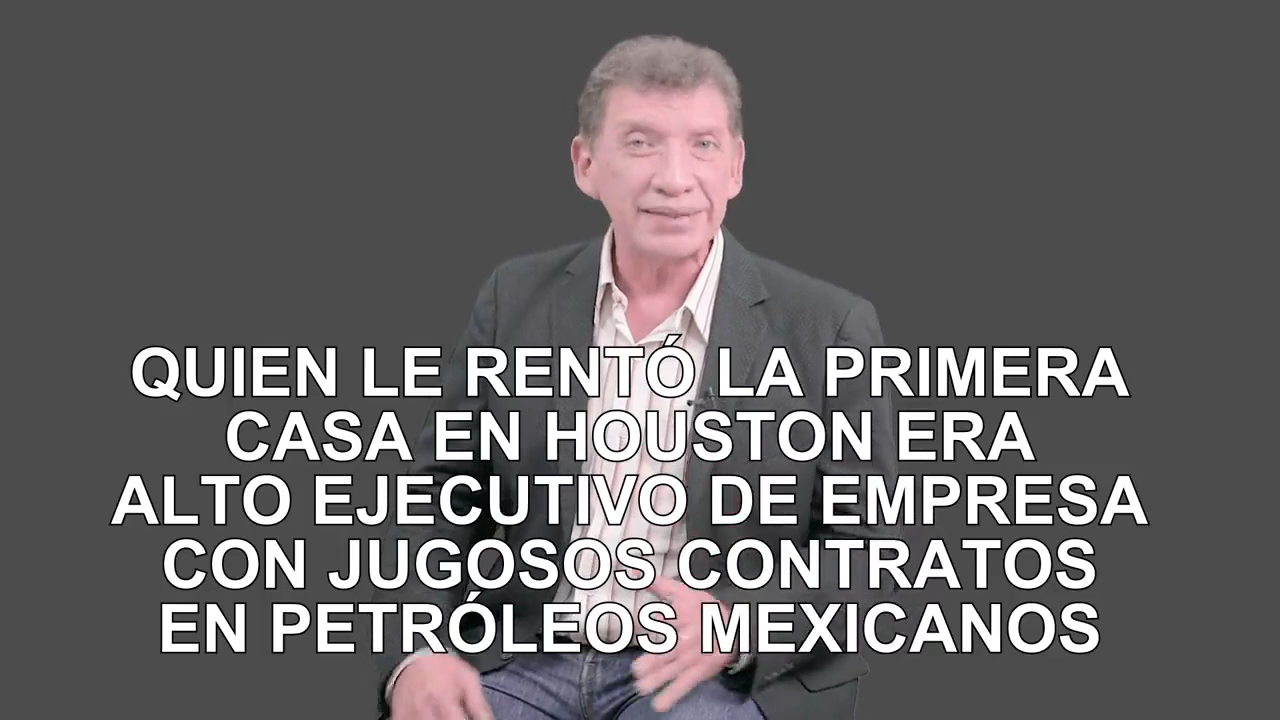 QUIEN LE RENTÓ LA PRIMERA
CASA EN HOUSTON ERA
ALTO EJECUTIVO DE EMPRESA
CON JUGOSOS CONTRATOS
EN PETRÓLEOS MEXICANOS